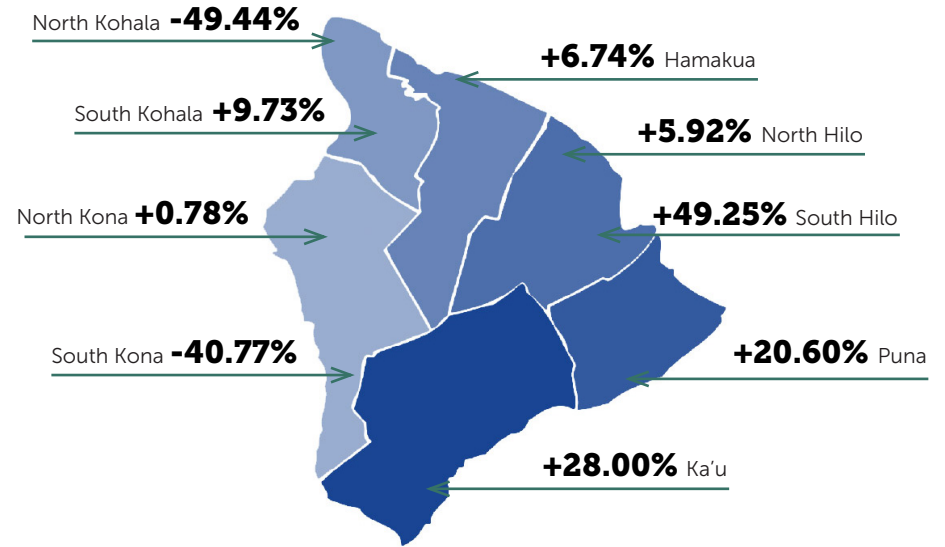 North Kohala -49.44%
+6.74% Hamakua
South Kohala +9.73%
+5.92% North Hilo
North Kona +0.78%
+49.25% South Hilo
South Kona -40.77%
+20.60% Puna
+28.00% Ka’u